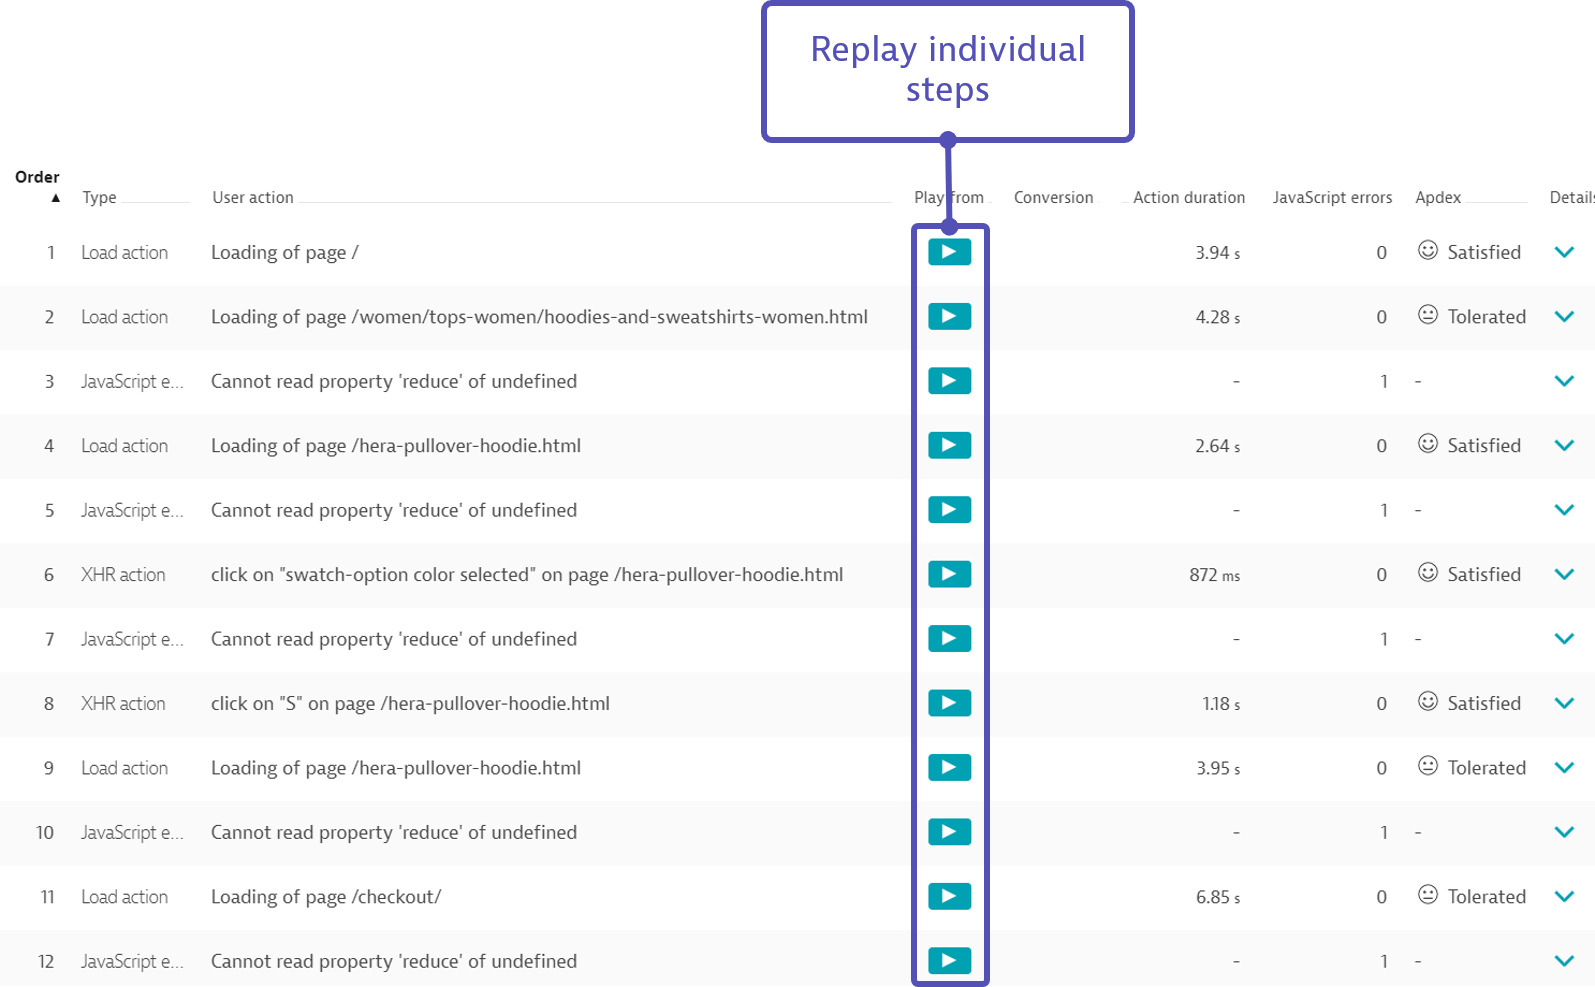 Replay individual
steps
Order
▲ Type User action Play from Conversion Action duration JavaScript errors Apdex Details
1 Load action Loading of page / 3.94 s 0 Satisfied
2 Load action Loading of page /women/tops-women/hoodies-and-sweatshirts-women.html 4.28 s 0 Tolerated
3 JavaScript e... Cannot read property 'reduce' of undefined - 1 -
4 Load action Loading of page /hera-pullover-hoodie.html 2.64 s 0 Satisfied
5 JavaScript e... Cannot read property 'reduce' of undefined - 1 -
6 XHR action click on "swatch-option color selected" on page /hera-pullover-hoodie.html 872 ms 0 Satisfied
7 JavaScript e... Cannot read property 'reduce' of undefined - 1 -
8 XHR action click on "S" on page /hera-pullover-hoodie.html 1.18 s 0 Satisfied
9 Load action Loading of page /hera-pullover-hoodie.html 3.95 s 0 Tolerated
10 JavaScript e... Cannot read property 'reduce' of undefined - 1 -
11 Load action Loading of page /checkout/ 6.85 s 0 Tolerated
12 JavaScript e... Cannot read property 'reduce' of undefined - 1 -